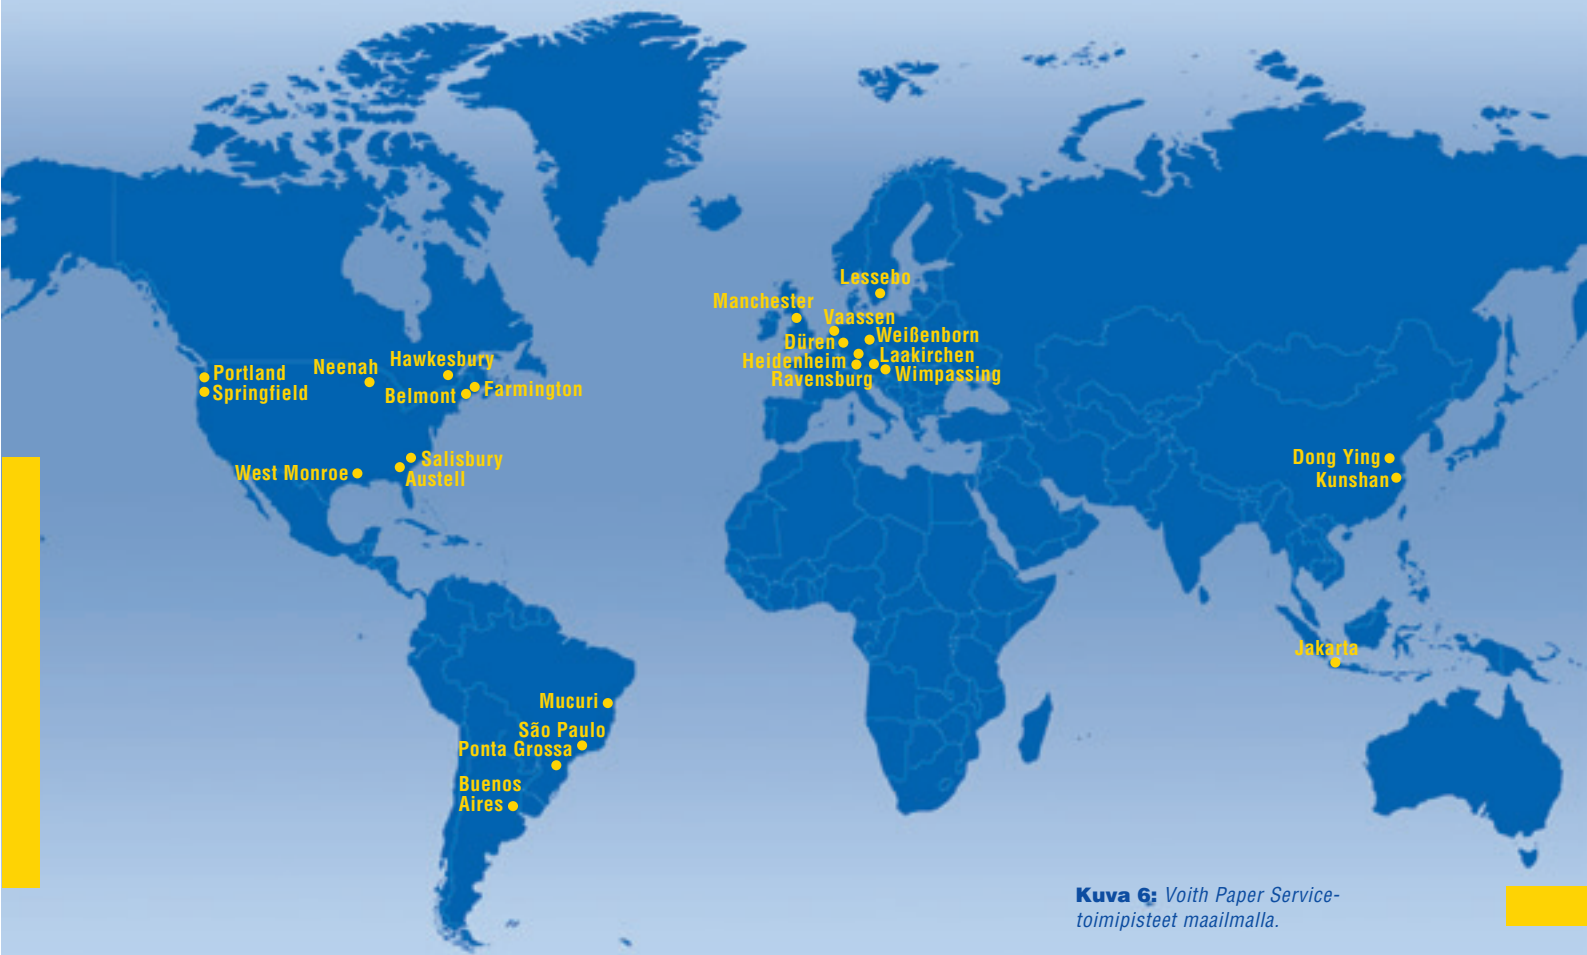 Lessebo
Manchester
Vaassen
Düren
Weißenborn
Heidenheim
Laakirchen
Ravensburg
Wimpassing
Portland
Springfield
Neenah
Hawkesbury
Belmont
Farmington
West Monroe
Salisbury
Austell
Dong Ying
Kunshan
Jakarta
Mucuri
São Paulo
Ponta Grossa
Buenos
Aires
Kuva 6: Voith Paper Service-
toimipisteet maailmalla.